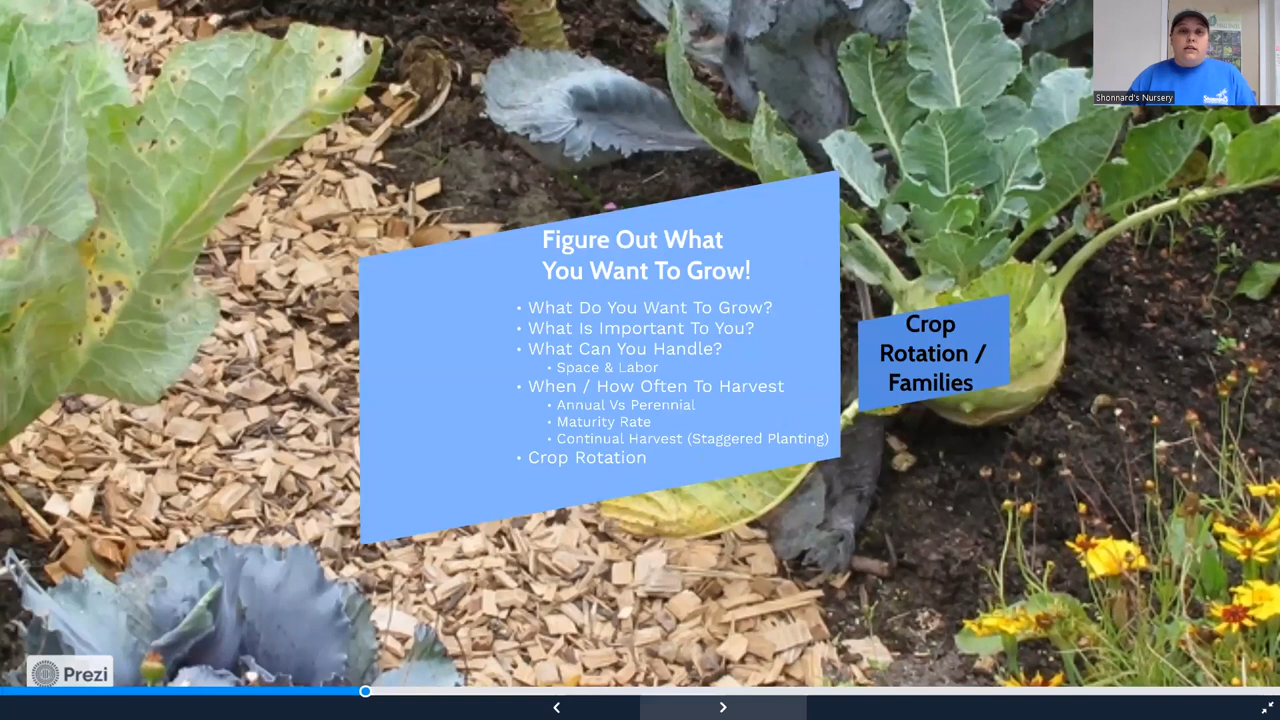 Shonnard's Nursery
Figure Out What
You Want To Grow!
• What Do You Want To Grow?
• What Is Important To You?
• What Can You Handle?
• Space & Labor
• When / How Often To Harvest
• Annual Vs Perennial
• Maturity Rate
• Continual Harvest (Staggered Planting)
• Crop Rotation
Crop
Rotation /
Families
Prezi